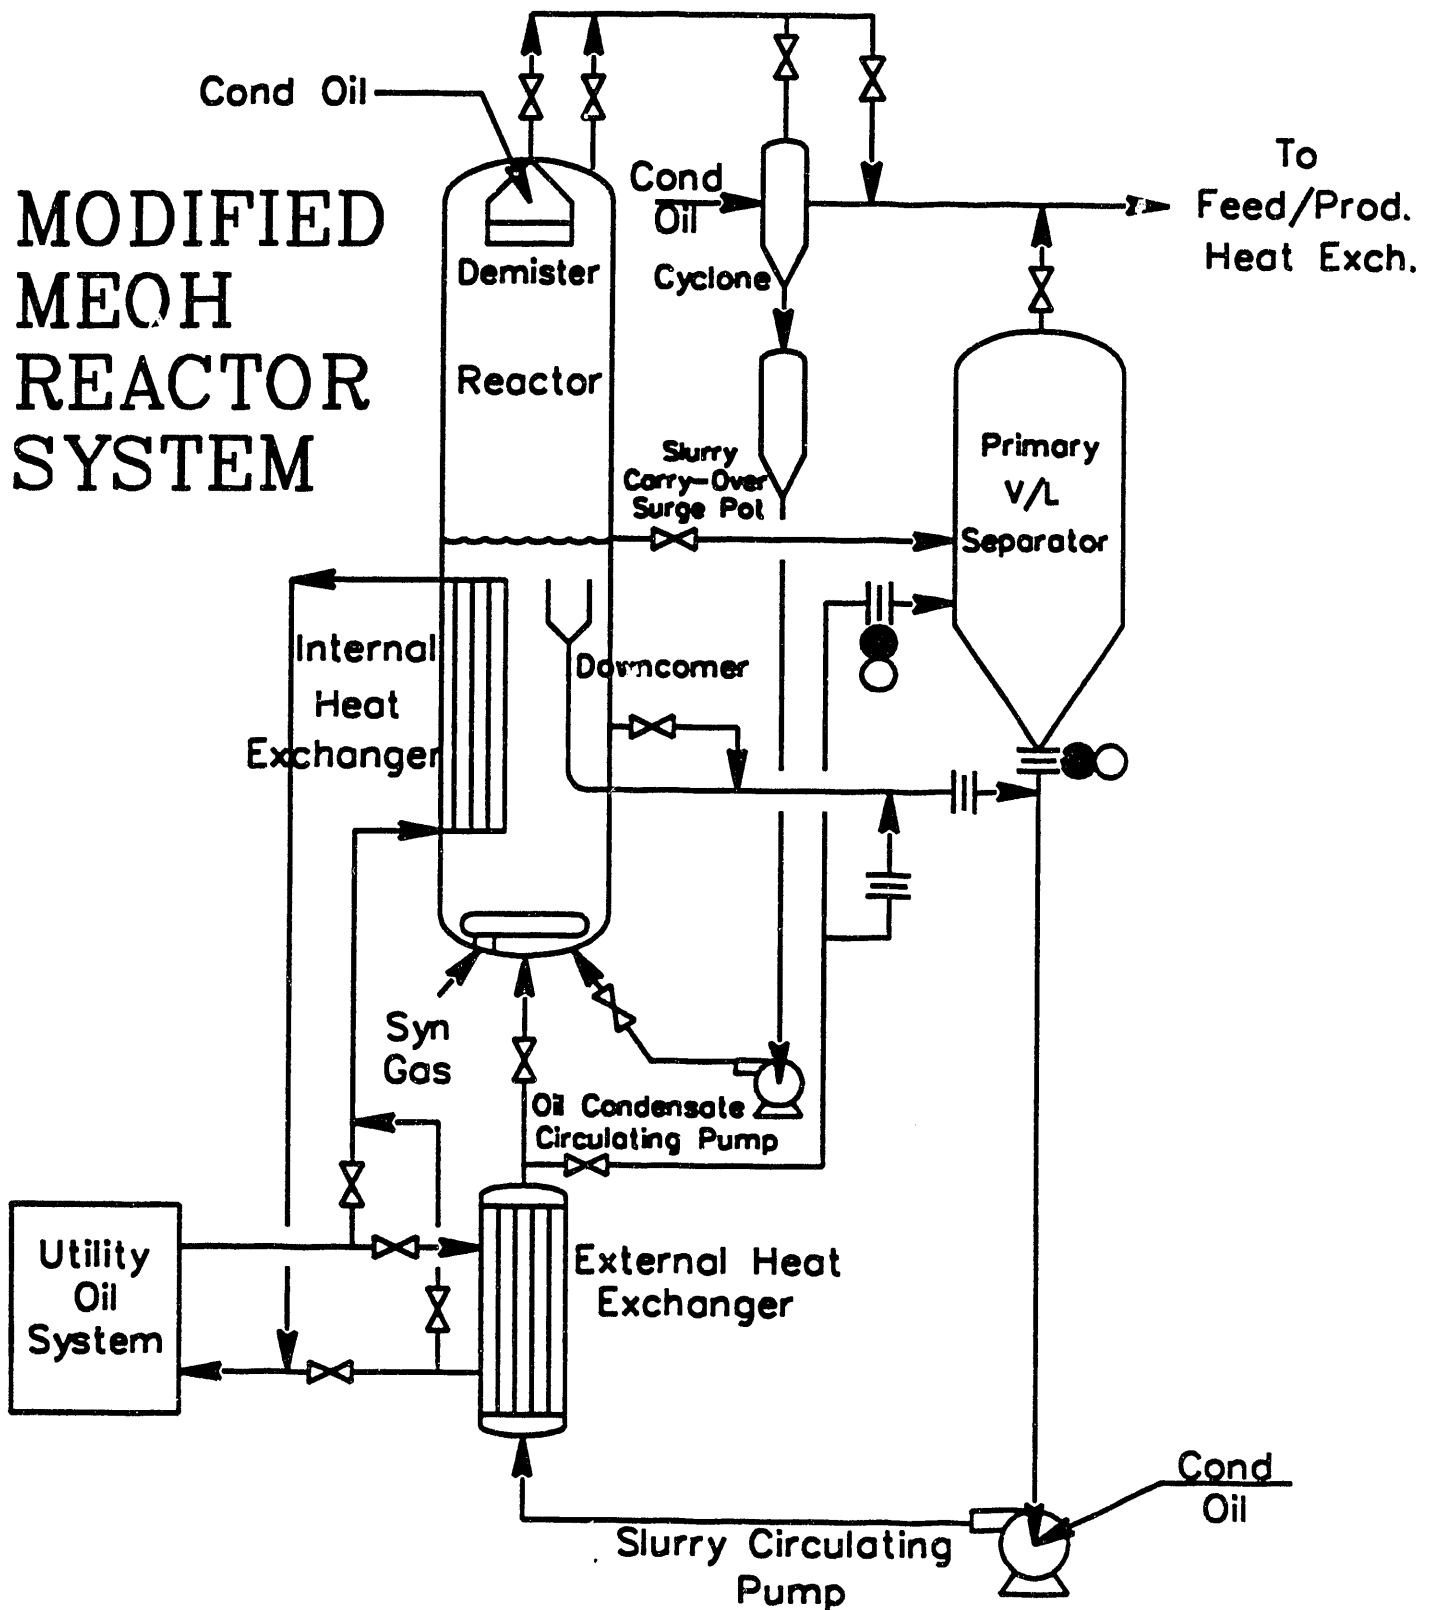 Cond Oil
To
Feed/Prod.
Heat Exch.
Cond
Oil
MODIFIED
MEOH
REACTOR
SYSTEM
Demister
Cyclone
Reactor
Slurry
Carry-Over
Surge Pot
Primary
V/L
Separator
Internal
Heat
Exchanger
Downcomer
Syn
Gas
Oil Condensate
Circulating Pump
Utility
Oil
System
External Heat
Exchanger
Cond
Oil
Slurry Circulating
Pump